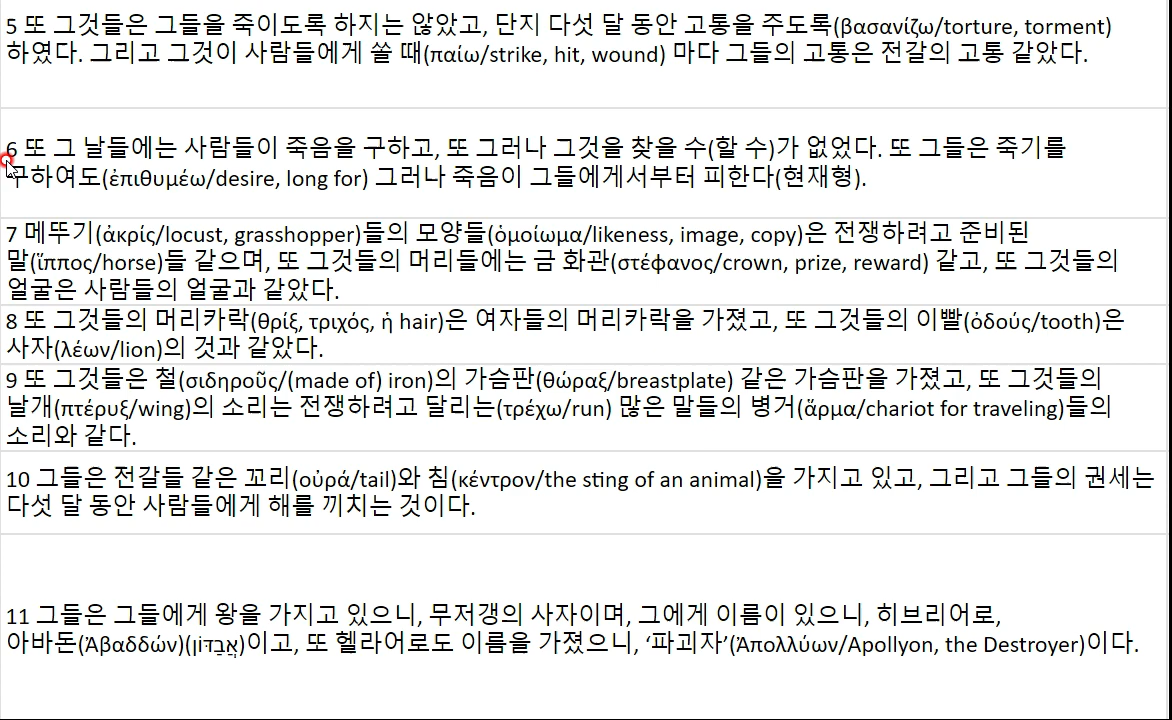 5 또 그것들은 그들을 죽이도록 하지는 않았고, 단지 다섯 달 동안 고통을 주도록(βασανίζω/torture, torment)
하였다. 그리고 그것이 사람들에게 쏠 때(παίω/strike, hit, wound) 마다 그들의 고통은 전갈의 고통 같았다.
6 또 그 날들에는 사람들이 죽음을 구하고, 또 그러나 그것을 찾을 수(할 수)가 없었다. 또 그들은 죽기를
구하여도(ἐπιθυμέω/desire, long for) 그러나 죽음이 그들에게서부터 피한다(현재형).
7 메뚜기(ἀκρίς/locust, grasshopper)들의 모양들(ὁμοίωμα/likeness, image, copy)은 전쟁하려고 준비된
말(ἵππος/horse)들 같으며, 또 그것들의 머리들에는 금 화관(στέφανος/crown, prize, reward) 같고, 또 그것들의
얼굴은 사람들의 얼굴과 같았다.
8 또 그것들의 머리카락(θρίξ, τριχός, ἡ hair)은 여자들의 머리카락을 가졌고, 또 그것들의 이빨(ὀδούς/tooth)은
사자(λέων/lion)의 것과 같았다.
9 또 그것들은 철(σιδηροῦς/(made of) iron)의 가슴판(θώραξ/breastplate) 같은 가슴판을 가졌고, 또 그것들의
날개(πτέρυξ/wing)의 소리는 전쟁하려고 달리는(τρέχω/run) 많은 말들의 병거(ἅρμα/chariot for traveling)들의
소리와 같다.
10 그들은 전갈들 같은 꼬리(οὐρά/tail)와 침(κέντρον/the sting of an animal)을 가지고 있고, 그리고 그들의 권세는
다섯 달 동안 사람들에게 해를 끼치는 것이다.
11 그들은 그들에게 왕을 가지고 있으니, 무저갱의 사자이며, 그에게 이름이 있으니, 히브리어로,
아바돈(Ἀβαδδών)(אֲבַדּוֹן)이고, 또 헬라어로도 이름을 가졌으니, ‘파괴자’(Ἀπολλύων/Apollyon, the Destroyer)이다.